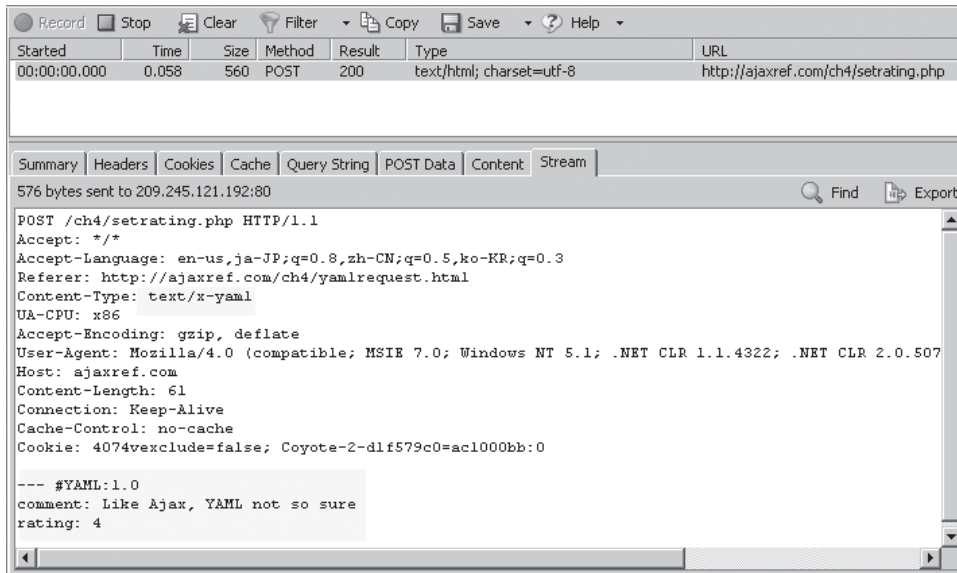 Record Stop Clear Filter Copy Save Help
Started Time Size Method Result Type URL
00:00:00.000 0.058 560 POST 200 text/html; charset=utf-8 http://ajaxref.com/ch4/setrating.php
Summary Headers Cookies Cache Query String POST Data Content Stream
576 bytes sent to 209.245.121.192:80 Find Export
POST /ch4/setrating.php HTTP/1.1
Accept: */*
Accept-Language: en-us,ja-JP;q=0.8,zh-CN;q=0.5,ko-KR;q=0.3
Referer: http://ajaxref.com/ch4/yamlrequest.html
Content-Type: text/x-yaml
UA-CPU: x86
Accept-Encoding: gzip, deflate
User-Agent: Mozilla/4.0 (compatible; MSIE 7.0; Windows NT 5.1; .NET CLR 1.1.4322; .NET CLR 2.0.507
Host: ajaxref.com
Content-Length: 61
Connection: Keep-Alive
Cache-Control: no-cache
Cookie: 4074vexclude=false; Coyote-2-d1f579c0=ac1000bb:0
--- #YAML:1.0
comment: Like Ajax, YAML not so sure
rating: 4